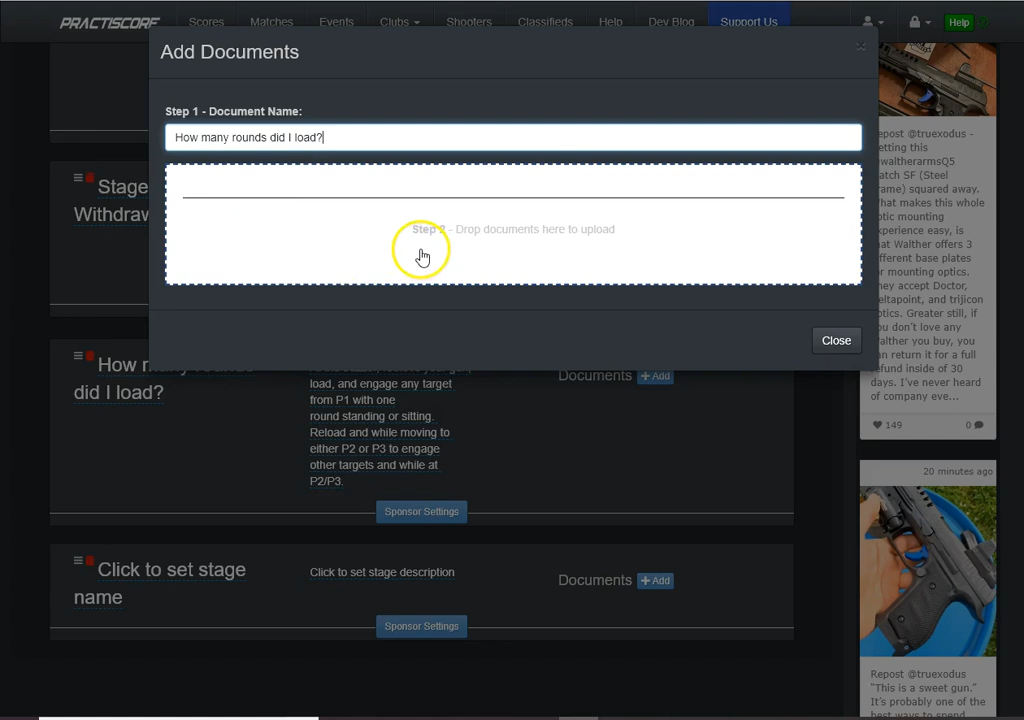 PRACTISCORE Scores Matches Events Clubs Shooters Classifieds Help Dev Blog Support Us Help
Add Documents
×
Step 1 - Document Name:
How many rounds did I load?
Step 2 - Drop documents here to upload
Close
Stage
Withdraw
How m
did I load?
load, and engage any target
from P1 with one
round standing or sitting.
Reload and while moving to
either P2 or P3 to engage
other targets and while at
P2/P3.
Documents + Add
Sponsor Settings
Click to set stage
name
Click to set stage description
Documents + Add
Sponsor Settings
epost @truexodus -
etting this
waltherarmsQ5
atch SF (Steel
rame) squared away.
hat makes this whole
ptic mounting
xperience easy, is
at Walther offers 3
fferent base plates
r mounting optics.
hey accept Doctor,
eltapoint, and trijicon
ptics. Greater still, if
ou don't love any
alther you buy, you
an return it for a full
efund inside of 30
days. I've never heard
of company eve...
149 0
20 minutes ago
Repost @truexodus
"This is a sweet gun."
It's probably one of the
best ways to spend